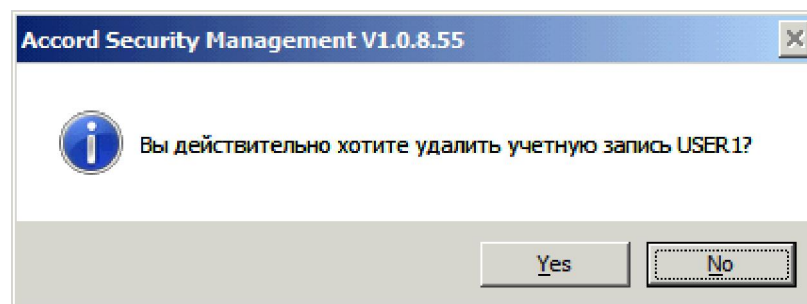 Accord Security Management V1.0.8.55
Вы действительно хотите удалить учетную запись USER1?
Yes
No